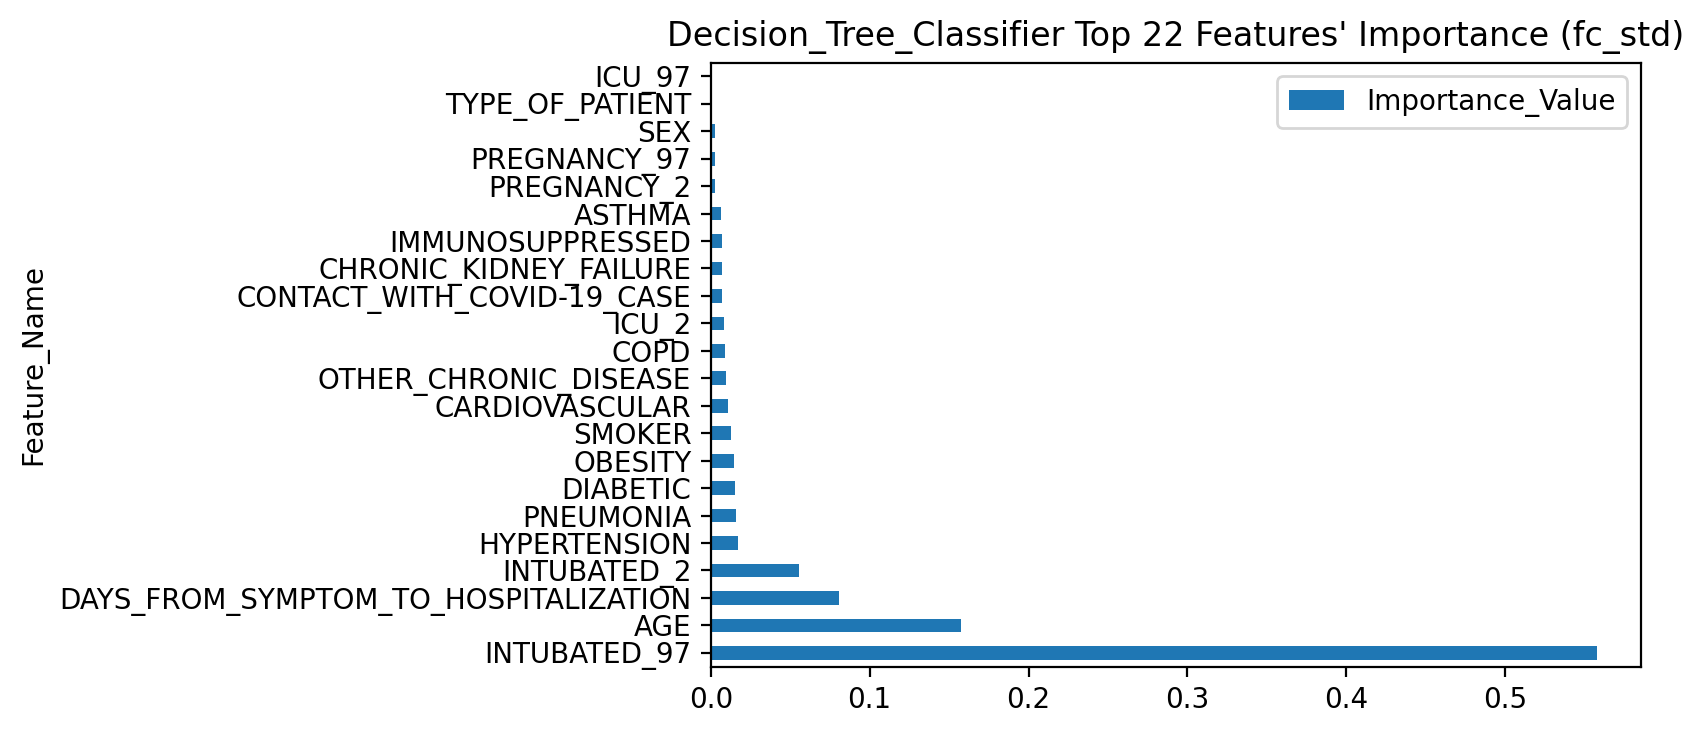 Decision_Tree_Classifier Top 22 Features' Importance (fc_std)
Importance_Value
Feature_Name
ICU_97
TYPE_OF_PATIENT
SEX
PREGNANCY_97
PREGNANCY_2
ASTHMA
IMMUNOSUPPRESSED
CHRONIC_KIDNEY_FAILURE
CONTACT_WITH_COVID-19_CASE
ICU_2
COPD
OTHER_CHRONIC_DISEASE
CARDIOVASCULAR
SMOKER
OBESITY
DIABETIC
PNEUMONIA
HYPERTENSION
INTUBATED_2
DAYS_FROM_SYMPTOM_TO_HOSPITALIZATION
AGE
INTUBATED_97
0.0 0.1 0.2 0.3 0.4 0.5